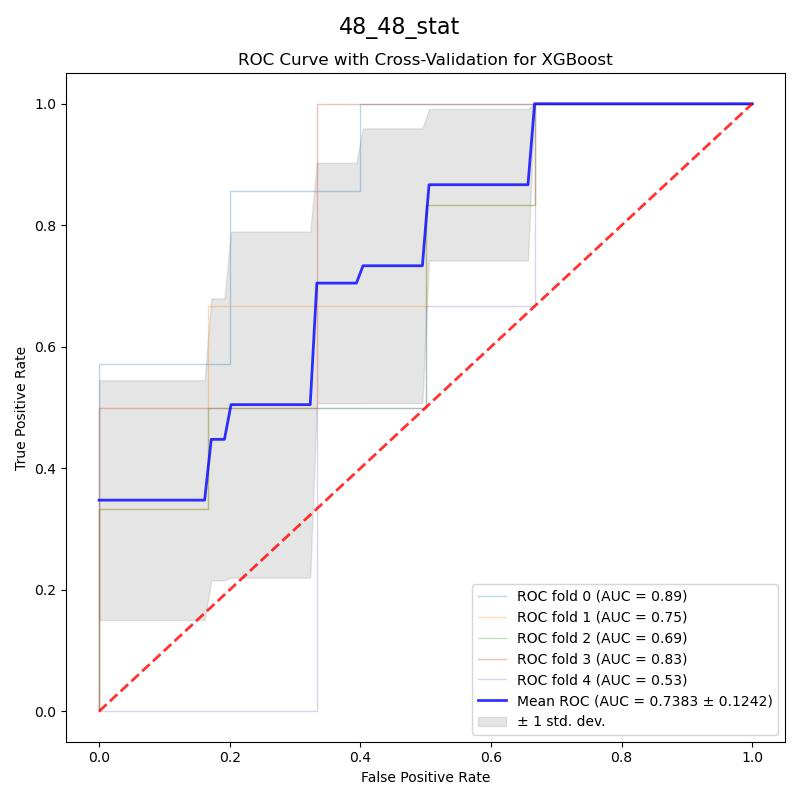 48_48_stat
ROC Curve with Cross-Validation for XGBoost
True Positive Rate
1.0
0.8
0.6
0.4
0.2
0.0
0.0 0.2 0.4 0.6 0.8 1.0
False Positive Rate
ROC fold 0 (AUC = 0.89)
ROC fold 1 (AUC = 0.75)
ROC fold 2 (AUC = 0.69)
ROC fold 3 (AUC = 0.83)
ROC fold 4 (AUC = 0.53)
Mean ROC (AUC = 0.7383 ± 0.1242)
± 1 std. dev.